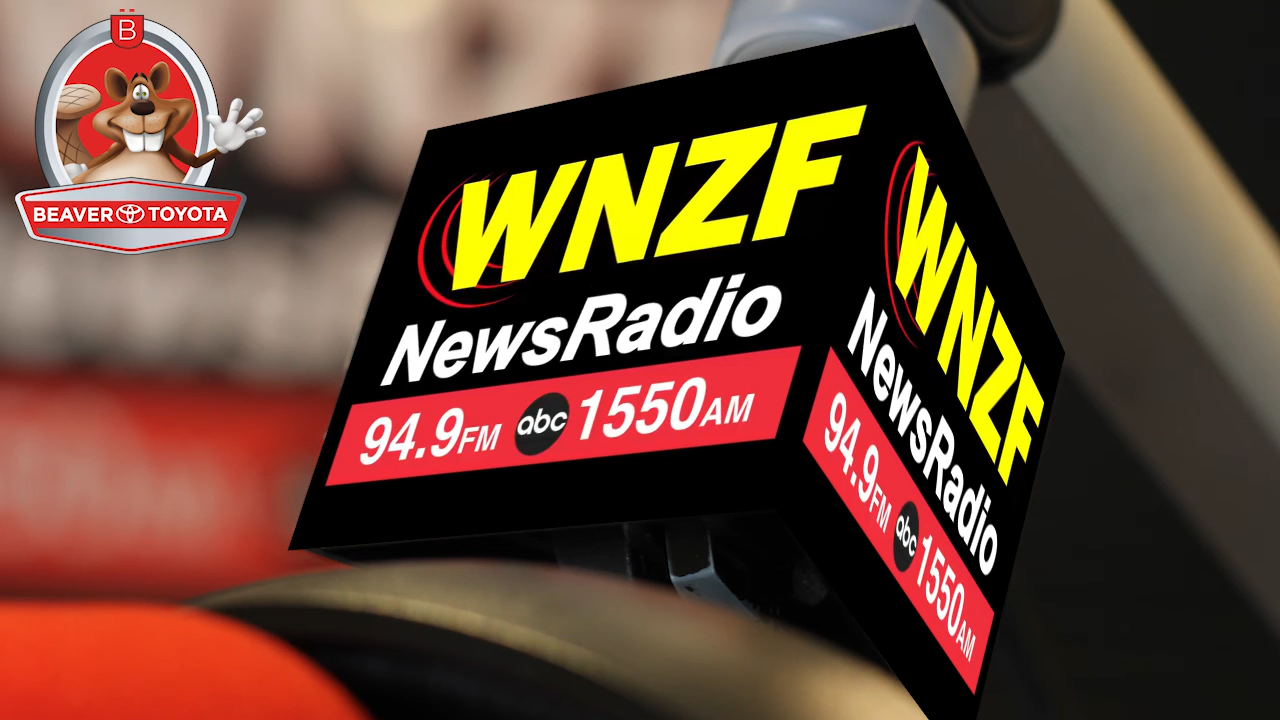 B
BEAVER TOYOTA
WNZF
NewsRadio
94.9FM abc 1550AM
WNZF
NewsRadio
94.9FM abc 1550AM